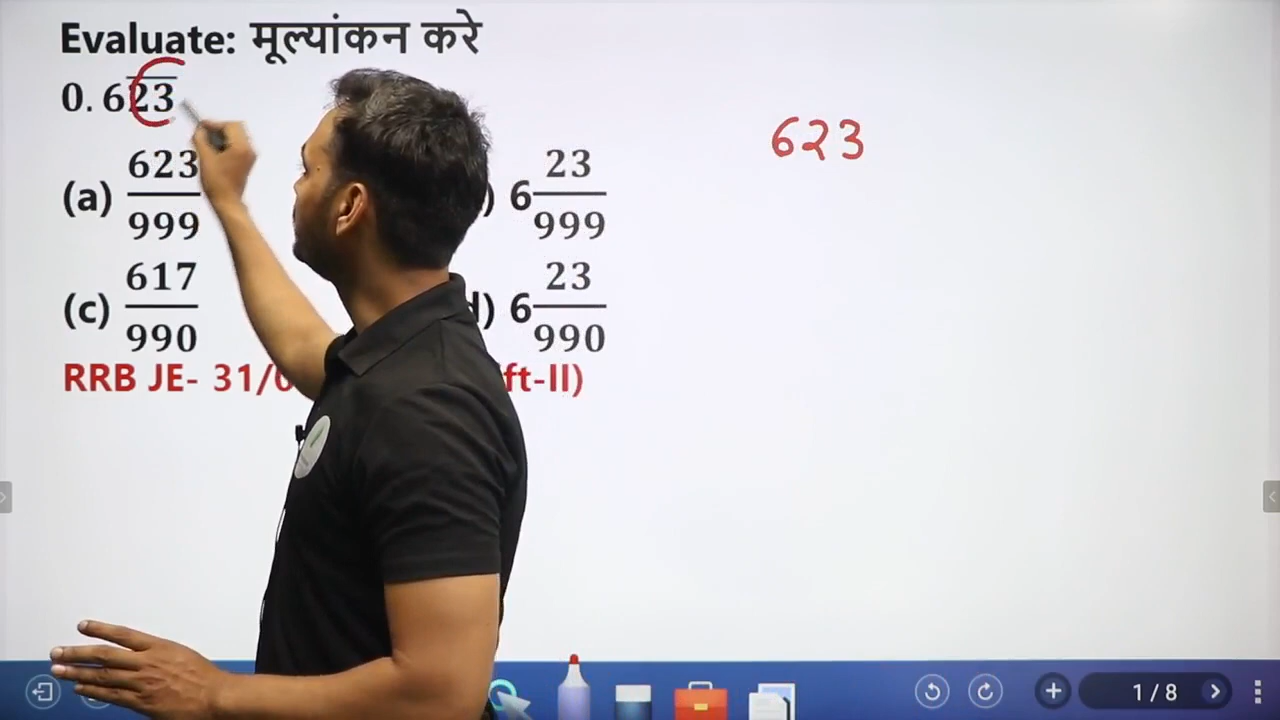 Evaluate: मूल्यांकन करे
0.623̅
623
(a) 623/999
) 6 23/999
(c) 617/990
d) 6 23/990
RRB JE- 31/0 ft-II)
1 / 8